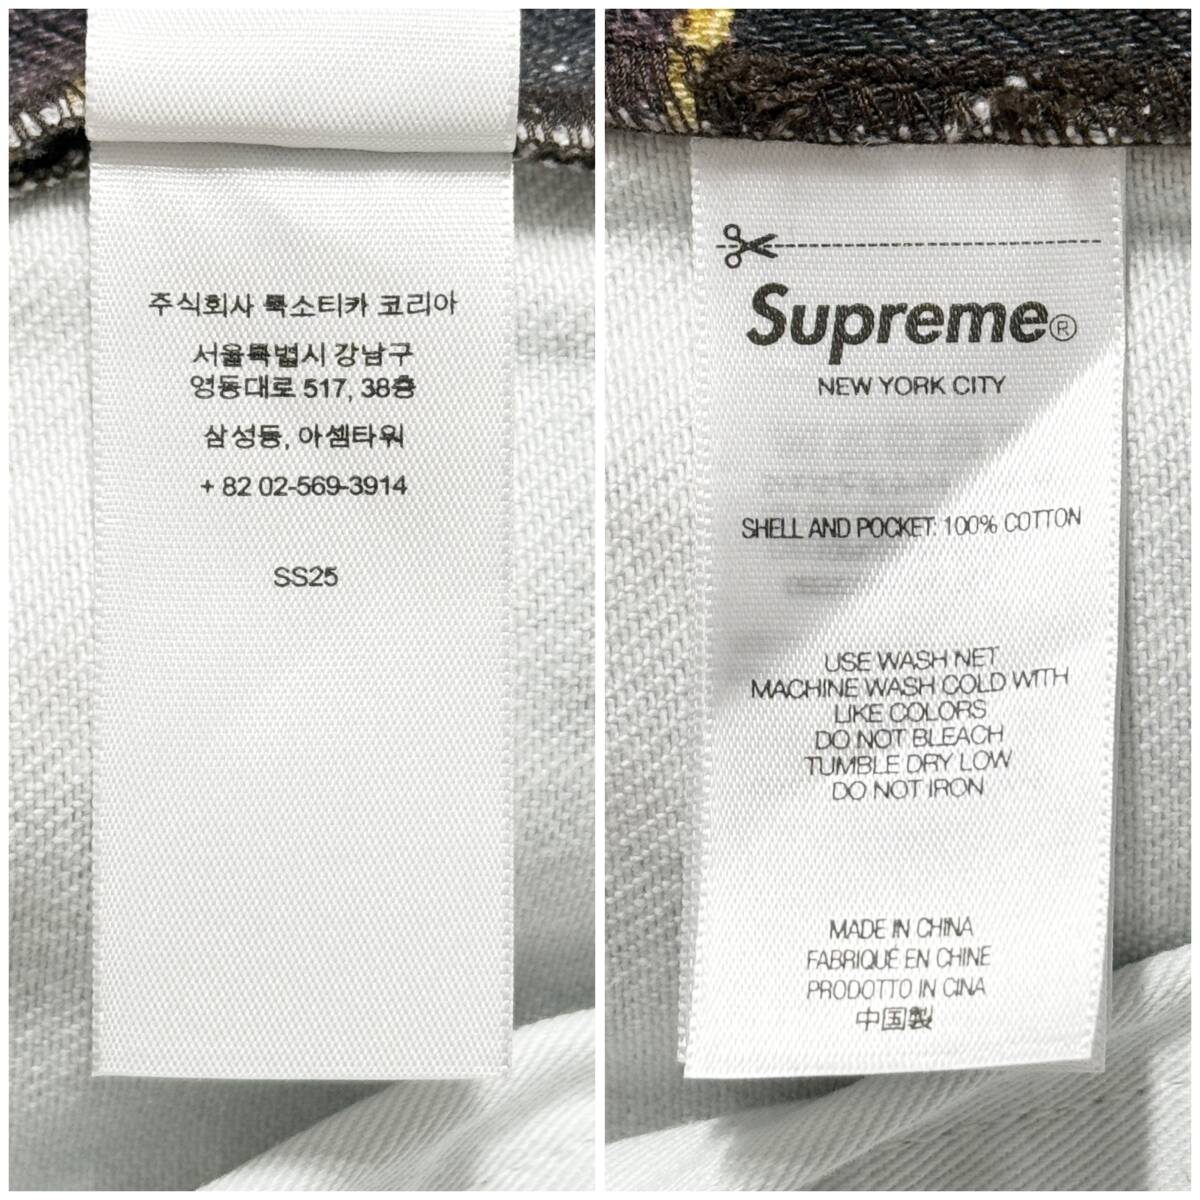 주식회사 룩소티카 코리아
서울특별시 강남구
영동대로 517, 38층
삼성동, 아셈타워
+ 82 02-569-3914
SS25
Supreme®
NEW YORK CITY
SHELL AND POCKET: 100% COTTON
USE WASH NET
MACHINE WASH COLD WITH
LIKE COLORS
DO NOT BLEACH
TUMBLE DRY LOW
DO NOT IRON
MADE IN CHINA
FABRIQUÉ EN CHINE
PRODOTTO IN CINA
中国製